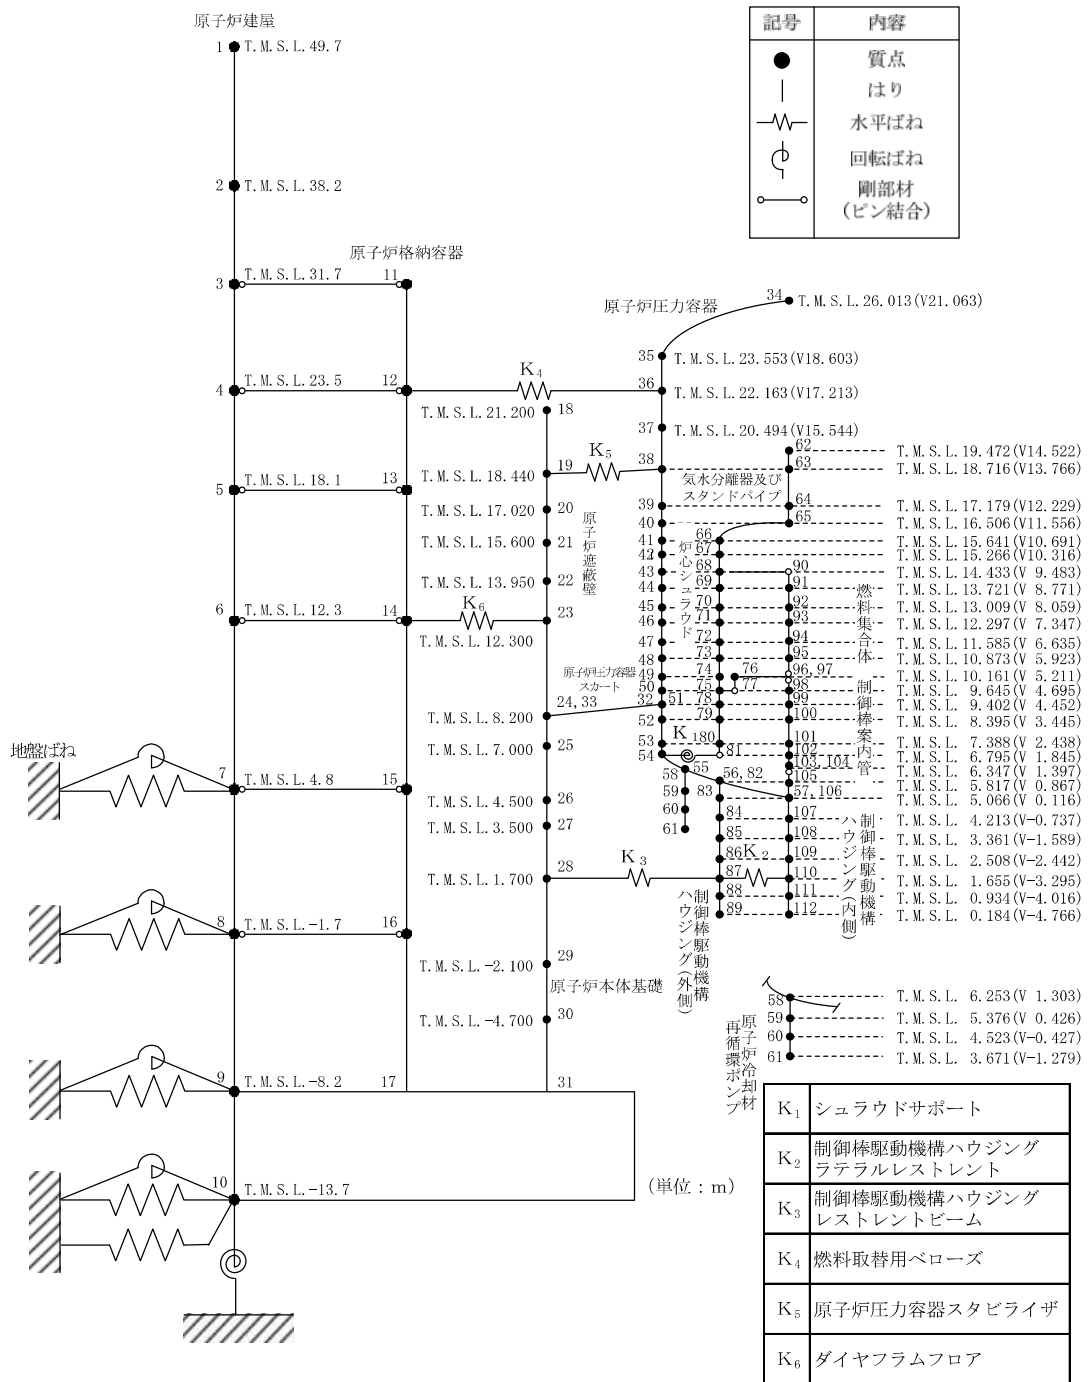 原子炉建屋
1 T.M.S.L.49.7
2 T.M.S.L.38.2
3 T.M.S.L.31.7
4 T.M.S.L.23.5
5 T.M.S.L.18.1
6 T.M.S.L.12.3
地盤ばね
7 T.M.S.L.4.8
8 T.M.S.L.-1.7
9 T.M.S.L.-8.2
10 T.M.S.L.-13.7
原子炉格納容器
11
12
13
14
15
16
17
K4
K5
K6
K3
T.M.S.L.21.200 18
T.M.S.L.18.440 19
T.M.S.L.17.020 20
T.M.S.L.15.600 21
T.M.S.L.13.950 22
T.M.S.L.12.300 23
原子炉遮蔽壁
原子炉圧力容器
スカート
T.M.S.L.8.200 24,33
T.M.S.L.7.000 25
T.M.S.L.4.500 26
T.M.S.L.3.500 27
T.M.S.L.1.700 28
T.M.S.L.-2.100 29
原子炉本体基礎
T.M.S.L.-4.700 30
31
(単位：m)
原子炉圧力容器
34 T.M.S.L.26.013(V21.063)
35 T.M.S.L.23.553(V18.603)
36 T.M.S.L.22.163(V17.213)
37 T.M.S.L.20.494(V15.544)
38
39
40
41
42
43
44
45
46
47
48
49
50
32 51
52
53
54
気水分離器及び
スタンドパイプ
炉心シュラウド
62
63
64
65
66
67
68
69
70
71
72
73
74
75
76
77
78
79
80
81
K1
55
56,82
57,106
58
59
60
61
83
84
85
86
87
88
89
K2
90
91
92
93
94
95
96,97
98
99
100
101
102
103,104
105
107
108
109
110
111
112
燃料集合体
制御棒案内管
制御棒駆動機構
ハウジング(内側)
制御棒駆動機構
ハウジング(外側)
T.M.S.L.19.472(V14.522)
T.M.S.L.18.716(V13.766)
T.M.S.L.17.179(V12.229)
T.M.S.L.16.506(V11.556)
T.M.S.L.15.641(V10.691)
T.M.S.L.15.266(V10.316)
T.M.S.L.14.433(V 9.483)
T.M.S.L.13.721(V 8.771)
T.M.S.L.13.009(V 8.059)
T.M.S.L.12.297(V 7.347)
T.M.S.L.11.585(V 6.635)
T.M.S.L.10.873(V 5.923)
T.M.S.L.10.161(V 5.211)
T.M.S.L. 9.645(V 4.695)
T.M.S.L. 9.402(V 4.452)
T.M.S.L. 8.395(V 3.445)
T.M.S.L. 7.388(V 2.438)
T.M.S.L. 6.795(V 1.845)
T.M.S.L. 6.347(V 1.397)
T.M.S.L. 5.817(V 0.867)
T.M.S.L. 5.066(V 0.116)
T.M.S.L. 4.213(V-0.737)
T.M.S.L. 3.361(V-1.589)
T.M.S.L. 2.508(V-2.442)
T.M.S.L. 1.655(V-3.295)
T.M.S.L. 0.934(V-4.016)
T.M.S.L. 0.184(V-4.766)
58 T.M.S.L. 6.253(V 1.303)
59 T.M.S.L. 5.376(V 0.426)
60 T.M.S.L. 4.523(V-0.427)
61 T.M.S.L. 3.671(V-1.279)
原子炉冷却材
再循環ポンプ
記号 内容
質点
はり
水平ばね
回転ばね
剛部材
(ピン結合)
K1 シュラウドサポート
K2 制御棒駆動機構ハウジング
ラテラルレストレント
K3 制御棒駆動機構ハウジング
レストレントビーム
K4 燃料取替用ベローズ
K5 原子炉圧力容器スタビライザ
K6 ダイヤフラムフロア